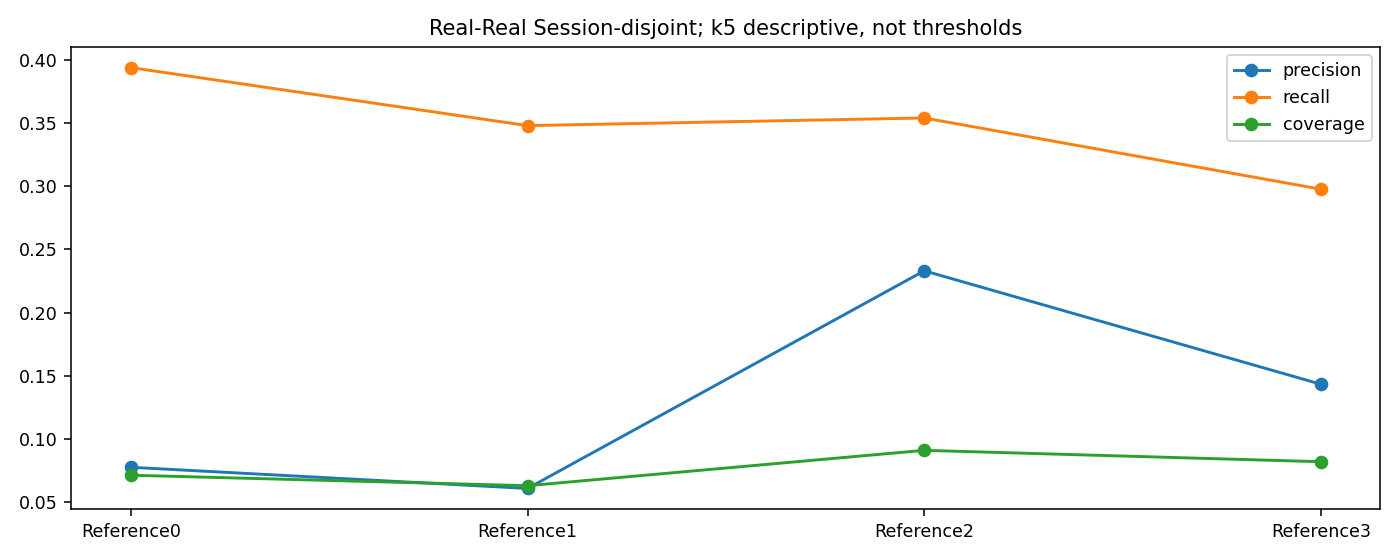 Real-Real Session-disjoint; k5 descriptive, not thresholds
0.40
0.35
0.30
0.25
0.20
0.15
0.10
0.05
precision
recall
coverage
Reference0 Reference1 Reference2 Reference3